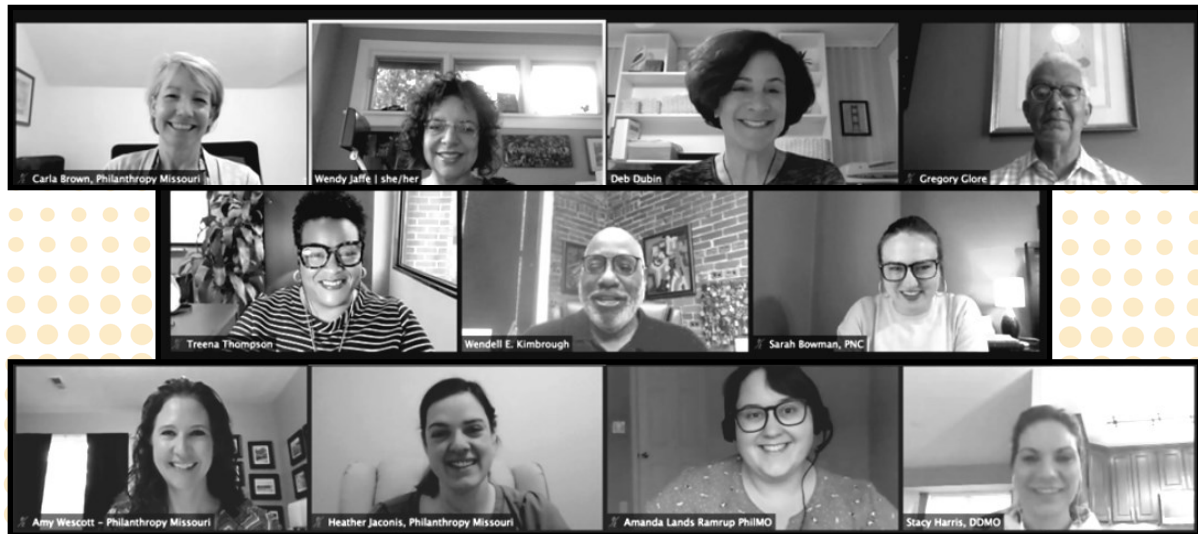 Carla Brown, Philanthropy Missouri
Wendy Jaffe | she/her
Deb Dubin
Gregory Glore
Treena Thompson
Wendell E. Kimbrough
Sarah Bowman, PNC
Amy Wescott - Philanthropy Missouri
Heather Jaconis, Philanthropy Missouri
Amanda Lands Ramrup PhilMO
Stacy Harris, DDMO